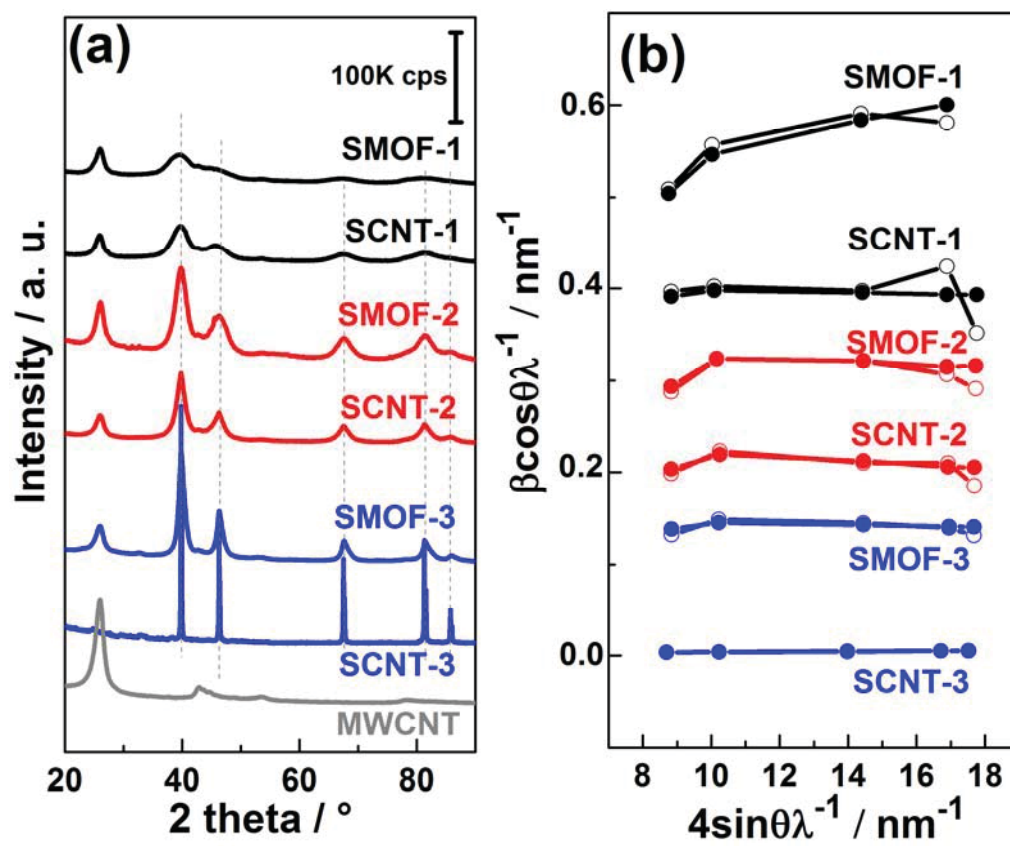 (a)
100K cps
SMOF-1
SCNT-1
SMOF-2
SCNT-2
SMOF-3
SCNT-3
MWCNT
Intensity / a. u.
20 40 60 80
2 theta / °
(b)
SMOF-1
SCNT-1
SMOF-2
SCNT-2
SMOF-3
SCNT-3
0.6
0.4
0.2
0.0
βcosθλ⁻¹ / nm⁻¹
8 10 12 14 16 18
4sinθλ⁻¹ / nm⁻¹